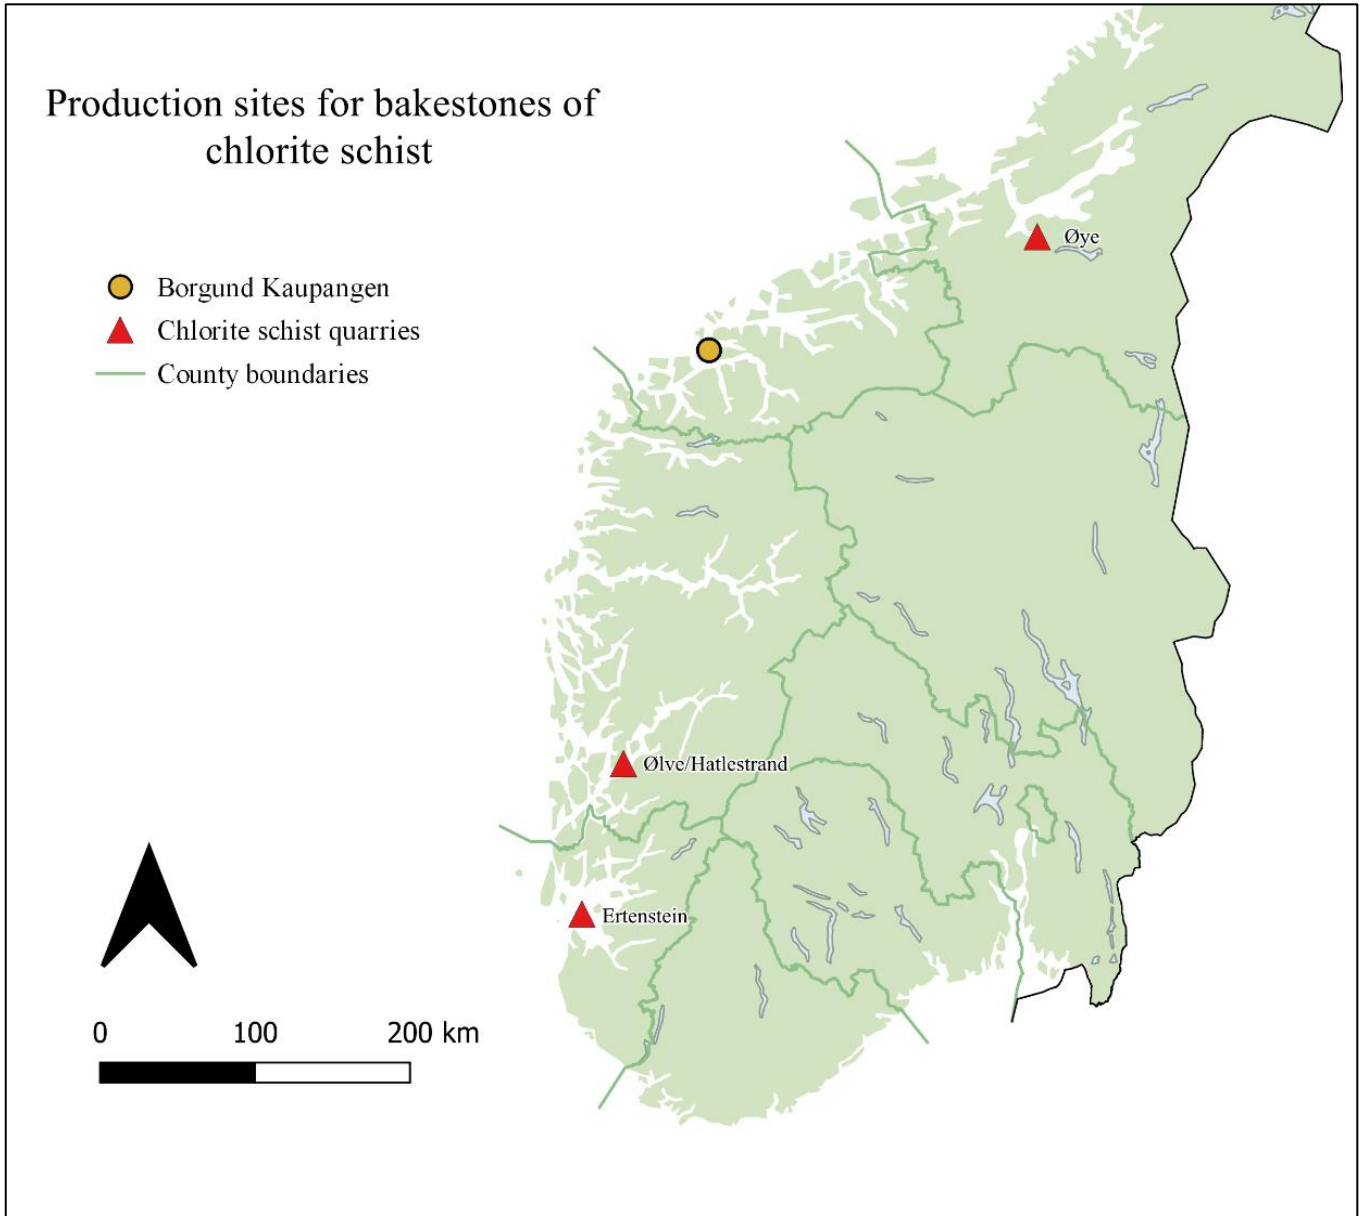 Production sites for bakestones of
chlorite schist
Borgund Kaupangen
Chlorite schist quarries
County boundaries
Øye
Ølve/Hatlestrand
Ertenstein
0 100 200 km